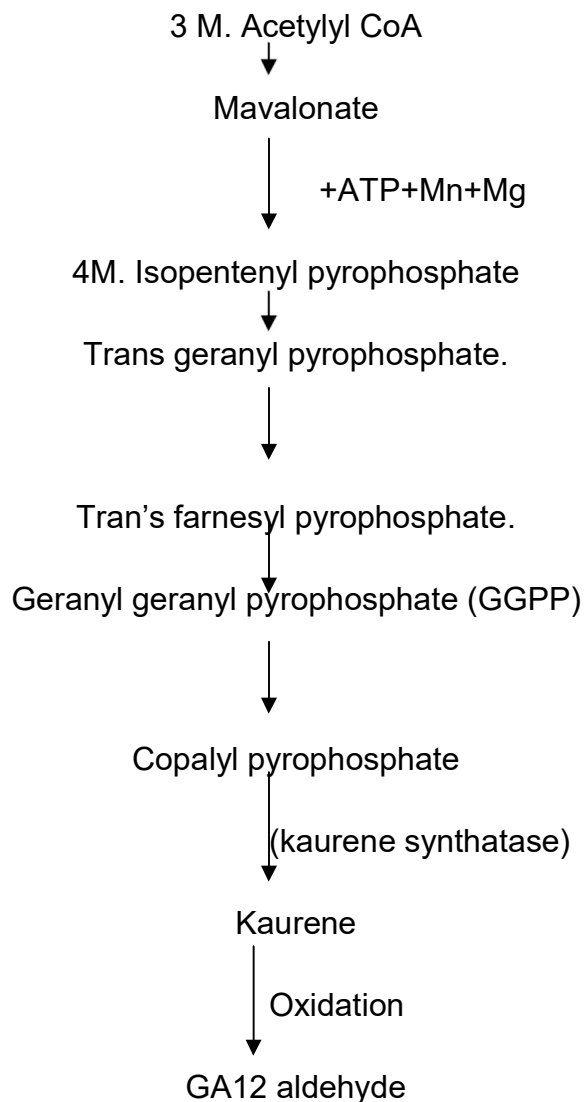 3 M. Acetylyl CoA
Mavalonate
+ATP+Mn+Mg
4M. Isopentenyl pyrophosphate
Trans geranyl pyrophosphate.
Tran’s farnesyl pyrophosphate.
Geranyl geranyl pyrophosphate (GGPP)
Copalyl pyrophosphate
(kaurene synthatase)
Kaurene
Oxidation
GA12 aldehyde